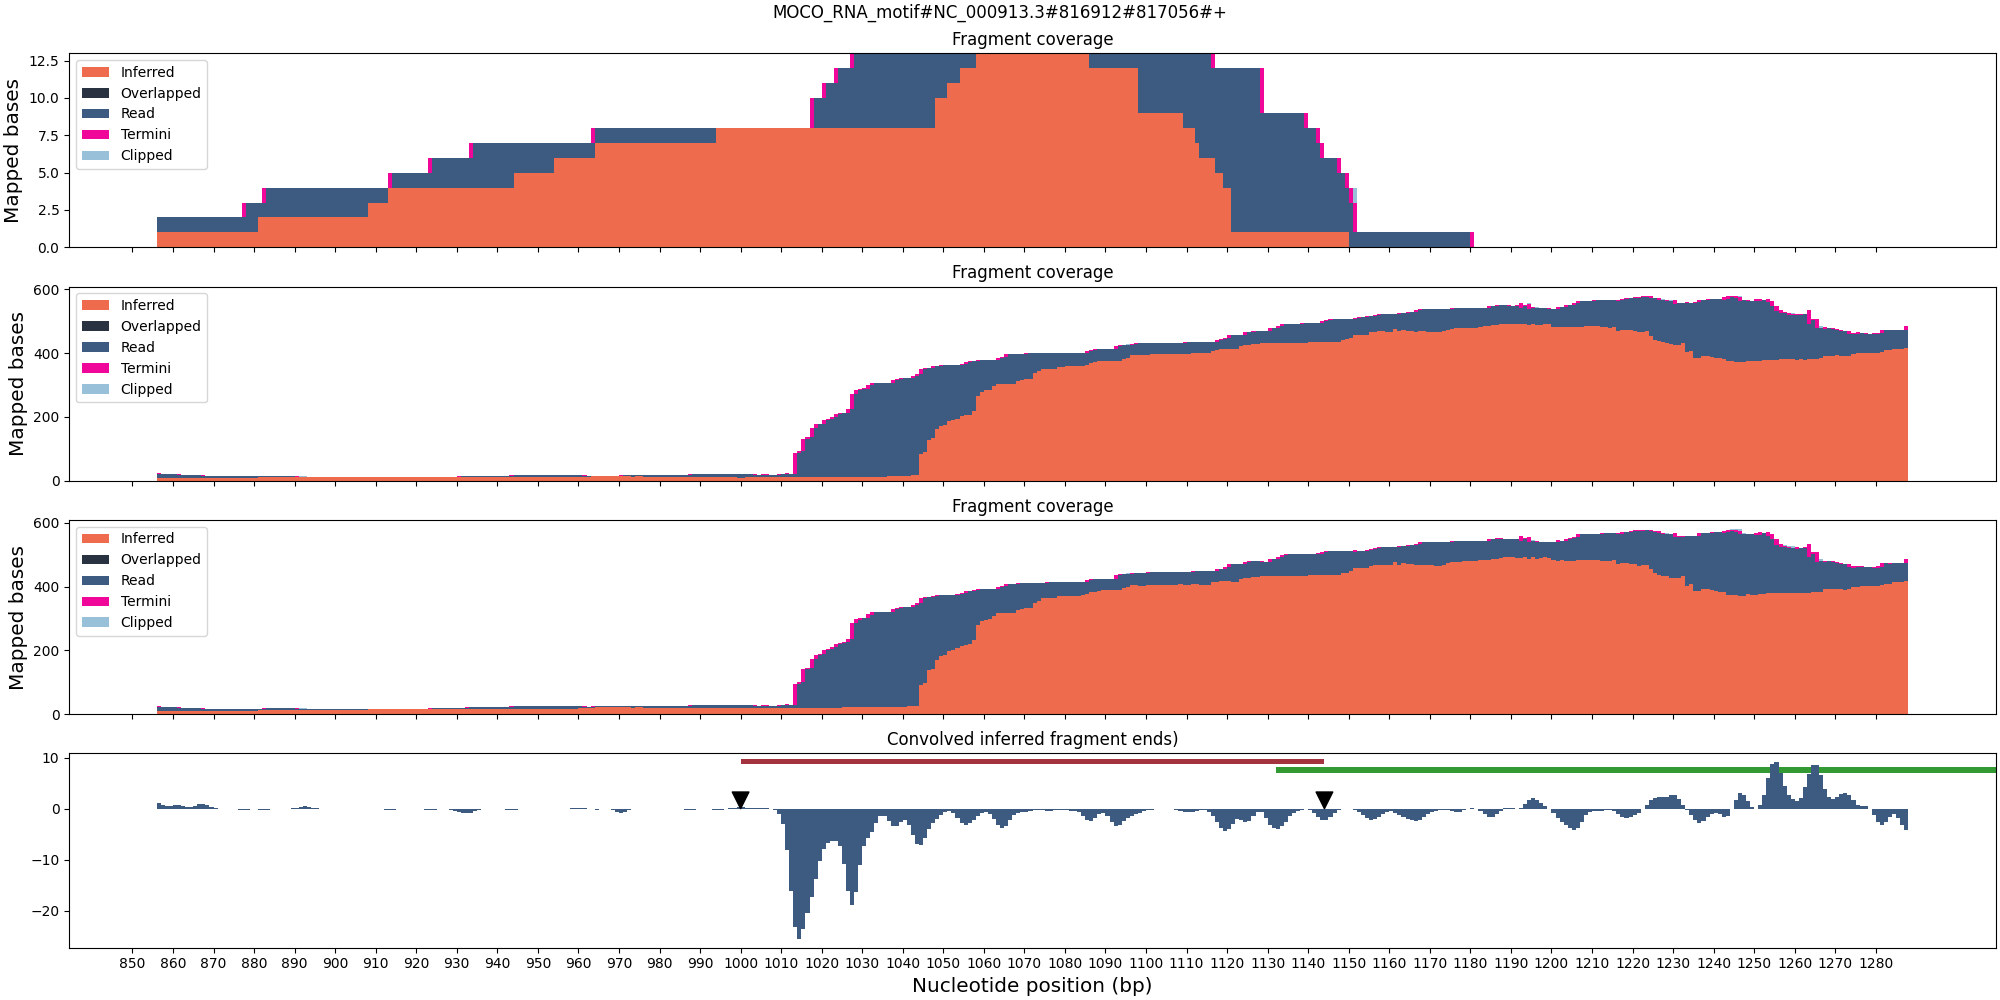 MOCO_RNA_motif#NC_000913.3#816912#817056#+
Fragment coverage
Mapped bases
12.5
10.0
7.5
5.0
2.5
0.0
Inferred
Overlapped
Read
Termini
Clipped
Fragment coverage
Mapped bases
600
400
200
0
Inferred
Overlapped
Read
Termini
Clipped
Fragment coverage
Mapped bases
600
400
200
0
Inferred
Overlapped
Read
Termini
Clipped
Convolved inferred fragment ends)
10
0
−10
−20
850 860 870 880 890 900 910 920 930 940 950 960 970 980 990 1000 1010 1020 1030 1040 1050 1060 1070 1080 1090 1100 1110 1120 1130 1140 1150 1160 1170 1180 1190 1200 1210 1220 1230 1240 1250 1260 1270 1280
Nucleotide position (bp)